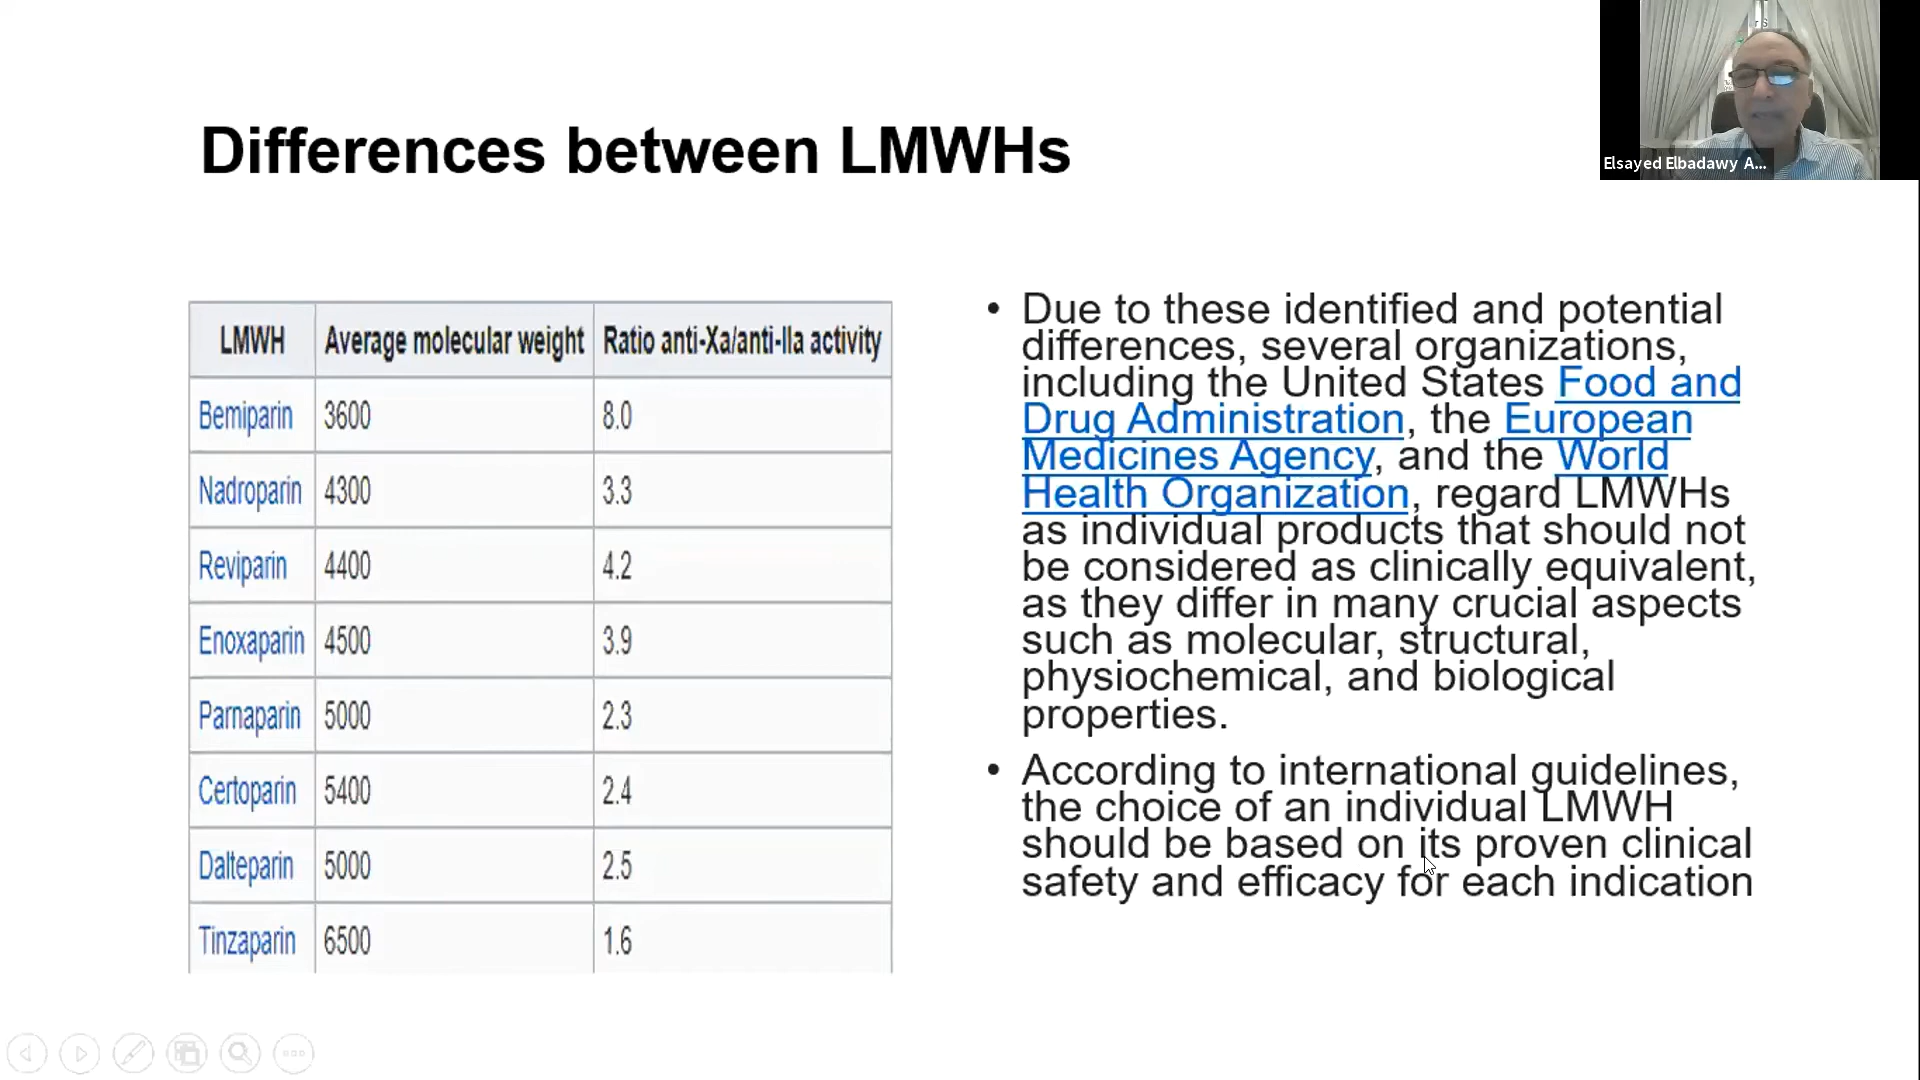 Differences between LMWHs
Elsayed Elbadawy A...
LMWH Average molecular weight Ratio anti-Xa/anti-IIa activity
Bemiparin 3600 8.0
Nadroparin 4300 3.3
Reviparin 4400 4.2
Enoxaparin 4500 3.9
Parnaparin 5000 2.3
Certoparin 5400 2.4
Dalteparin 5000 2.5
Tinzaparin 6500 1.6
• Due to these identified and potential
differences, several organizations,
including the United States Food and
Drug Administration, the European
Medicines Agency, and the World
Health Organization, regard LMWHs
as individual products that should not
be considered as clinically equivalent,
as they differ in many crucial aspects
such as molecular, structural,
physiochemical, and biological
properties.
• According to international guidelines,
the choice of an individual LMWH
should be based on its proven clinical
safety and efficacy for each indication